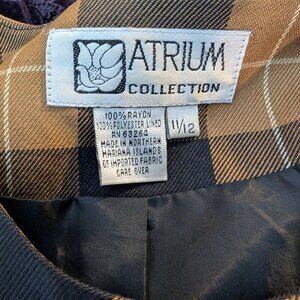 ATRIUM
COLLECTION
100% RAYON
100% POLYESTER LINED
RN 63264
MADE IN NORTHERN
MARIANA ISLANDS
OF IMPORTED FABRIC
CARE OVER
11/12